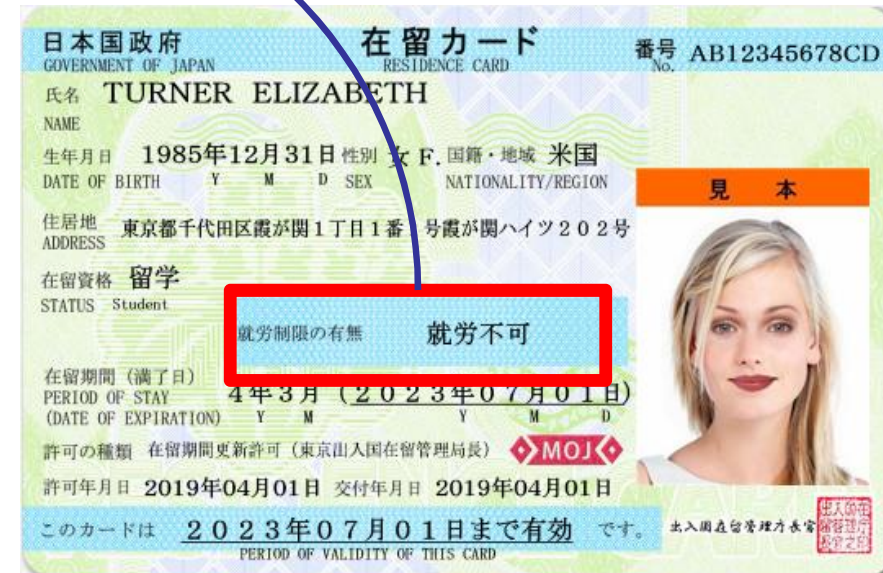 日本国政府 在留カード 番号 AB12345678CD
GOVERNMENT OF JAPAN RESIDENCE CARD No.
氏名 TURNER ELIZABETH
NAME
生年月日 1985年12月31日 性別 女 F. 国籍・地域 米国
DATE OF BIRTH Y M D SEX NATIONALITY/REGION
見 本
住居地 東京都千代田区霞が関1丁目1番 号霞が関ハイツ202号
ADDRESS
在留資格 留学
STATUS Student
就労制限の有無 就労不可
在留期間(満了日)
PERIOD OF STAY 4年3月(2023年07月01日)
(DATE OF EXPIRATION) Y M Y M D
許可の種類 在留期間更新許可(東京出入国在留管理局長) MOJ
許可年月日 2019年04月01日 交付年月日 2019年04月01日
このカードは 2023年07月01日まで有効 です。 出入国在留管理庁長官
PERIOD OF VALIDITY OF THIS CARD